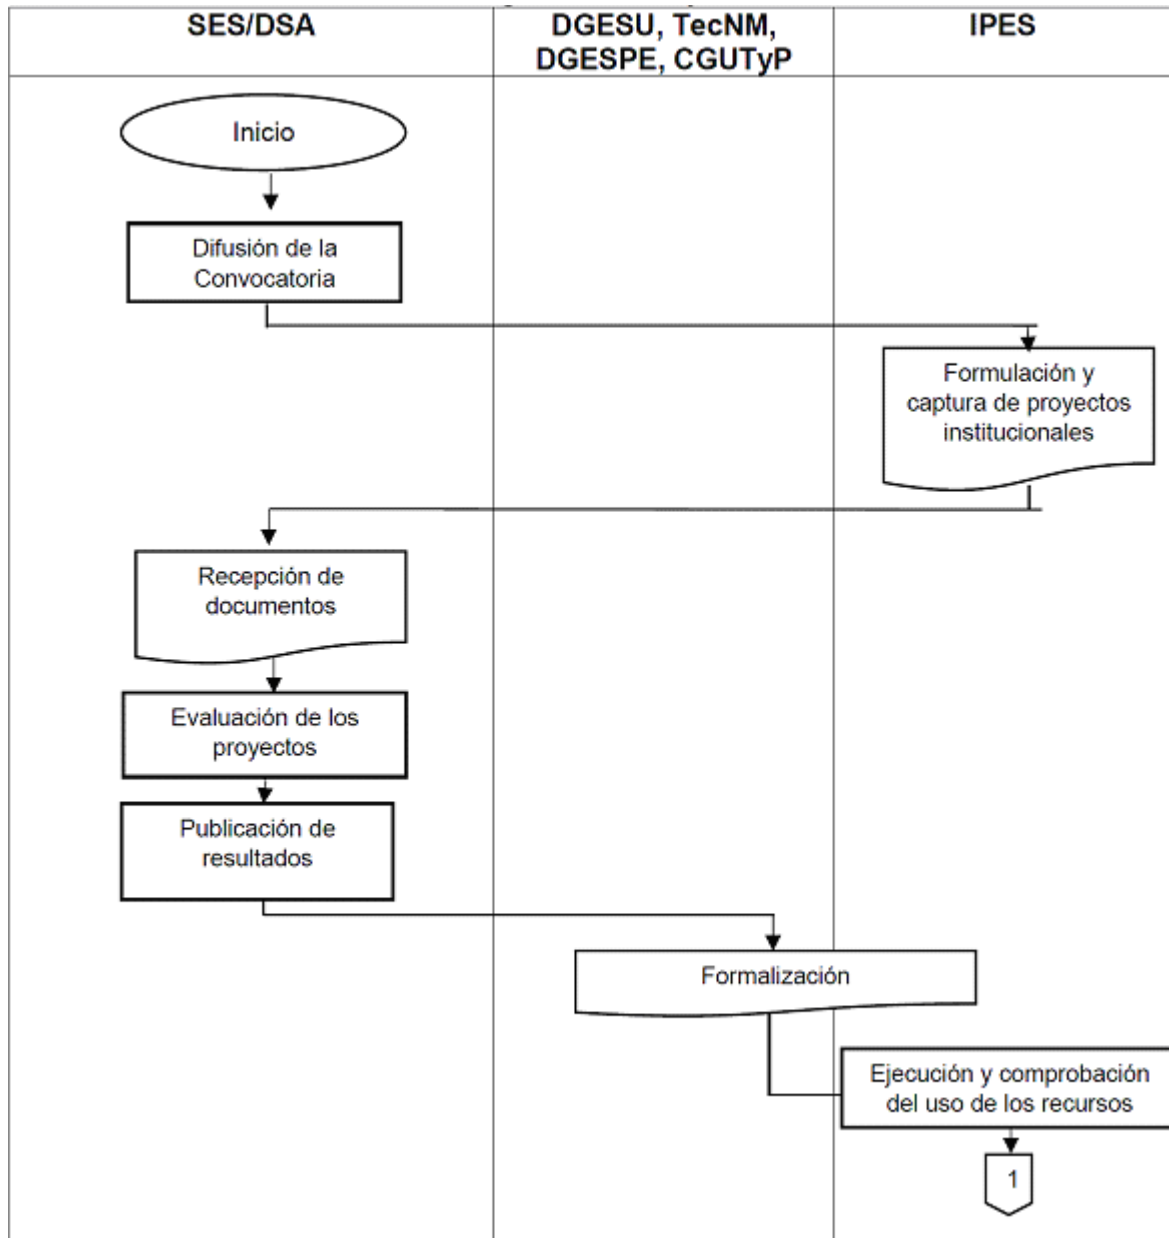 SES/DSA
DGESU, TecNM,
DGESPE, CGUTyP
IPES
Inicio
Difusión de la
Convocatoria
Formulación y
captura de proyectos
institucionales
Recepción de
documentos
Evaluación de los
proyectos
Publicación de
resultados
Formalización
Ejecución y comprobación
del uso de los recursos
1